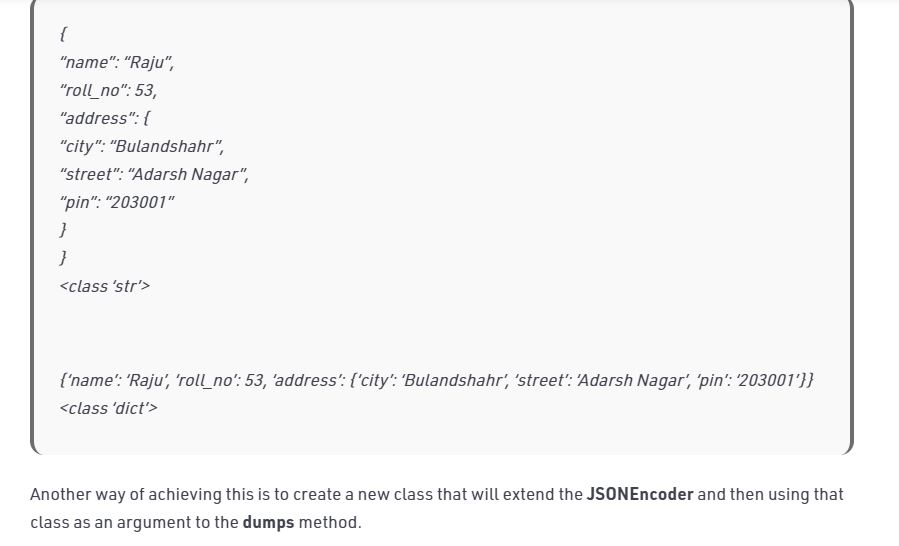 {
“name”: “Raju”,
“roll_no”: 53,
“address”: {
“city”: “Bulandshahr”,
“street”: “Adarsh Nagar”,
“pin”: “203001”
}
}
<class ‘str’>
{‘name’: ‘Raju’, ‘roll_no’: 53, ‘address’: {‘city’: ‘Bulandshahr’, ‘street’: ‘Adarsh Nagar’, ‘pin’: ‘203001’}}
<class ‘dict’>
Another way of achieving this is to create a new class that will extend the JSONEncoder and then using that
class as an argument to the dumps method.